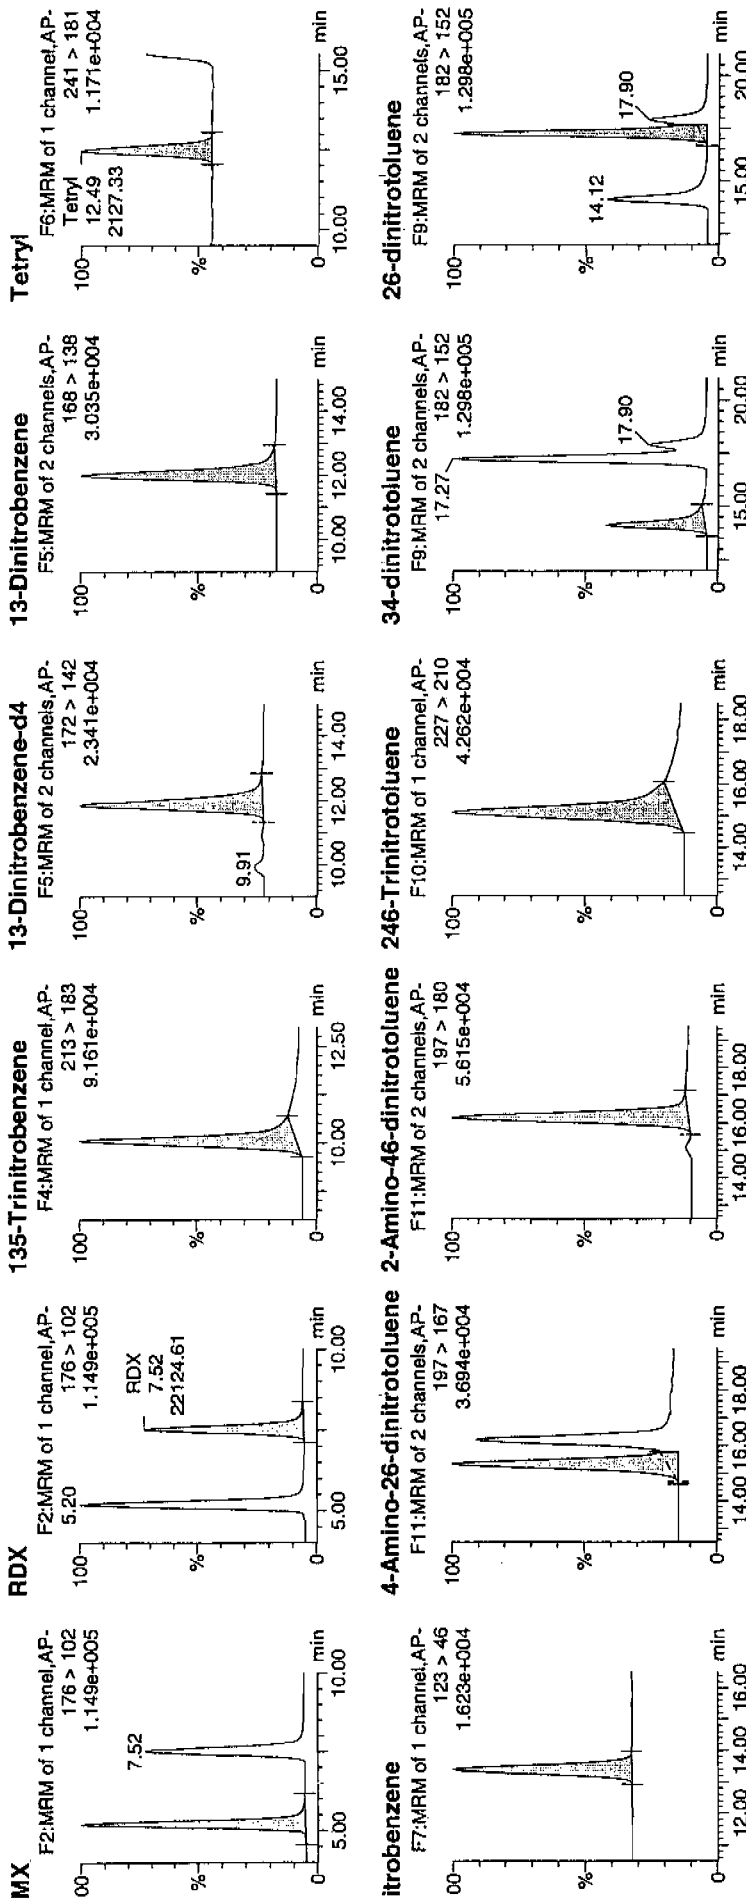 MX
F2:MRM of 1 channel,AP-
176 > 102
1.149e+005
00
%
0
7.52
5.00
10.00
min
RDX
F2:MRM of 1 channel,AP-
5.20
176 > 102
1.149e+005
RDX
7.52
22124.61
100
%
0
5.00
10.00
min
135-Trinitrobenzene
F4:MRM of 1 channel,AP-
213 > 183
9.161e+004
100
%
0
10.00
12.50
min
13-Dinitrobenzene-d4
F5:MRM of 2 channels,AP-
172 > 142
2.341e+004
100
%
0
9.91
10.00
12.00
14.00
min
13-Dinitrobenzene
F5:MRM of 2 channels,AP-
168 > 138
3.035e+004
100
%
0
10.00
12.00
14.00
min
Tetryl
F6:MRM of 1 channel,AP-
Tetryl
12.49
2127.33
241 > 181
1.171e+004
100
%
0
10.00
15.00
min
itrobenzene
F7:MRM of 1 channel,AP-
123 > 46
1.623e+004
00
%
0
12.00
14.00
16.00
min
4-Amino-26-dinitrotoluene
F11:MRM of 2 channels,AP-
197 > 167
3.694e+004
100
%
0
14.00
16.00
18.00
min
2-Amino-46-dinitrotoluene
F11:MRM of 2 channels,AP-
197 > 180
5.615e+004
100
%
0
14.00
16.00
18.00
min
246-Trinitrotoluene
F10:MRM of 1 channel,AP-
227 > 210
4.262e+004
100
%
0
14.00
16.00
18.00
min
34-dinitrotoluene
F9:MRM of 2 channels,AP-
17.27
182 > 152
1.298e+005
17.90
100
%
0
15.00
20.00
min
26-dinitrotoluene
F9:MRM of 2 channels,AP-
182 > 152
1.298e+005
14.12
17.90
100
%
0
15.00
20.00
min